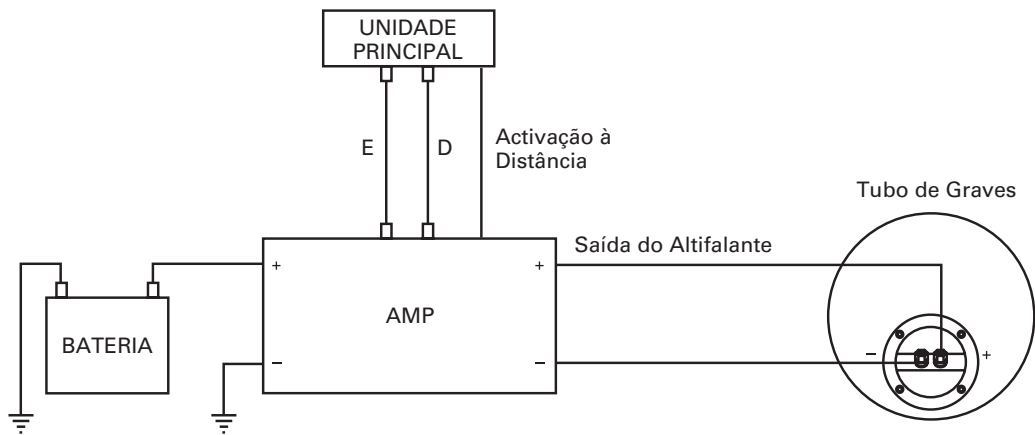 UNIDADE
PRINCIPAL
E
D
Activação à
Distância
Tubo de Graves
Saída do Altifalante
+
+
AMP
BATERIA
−
−
−
+